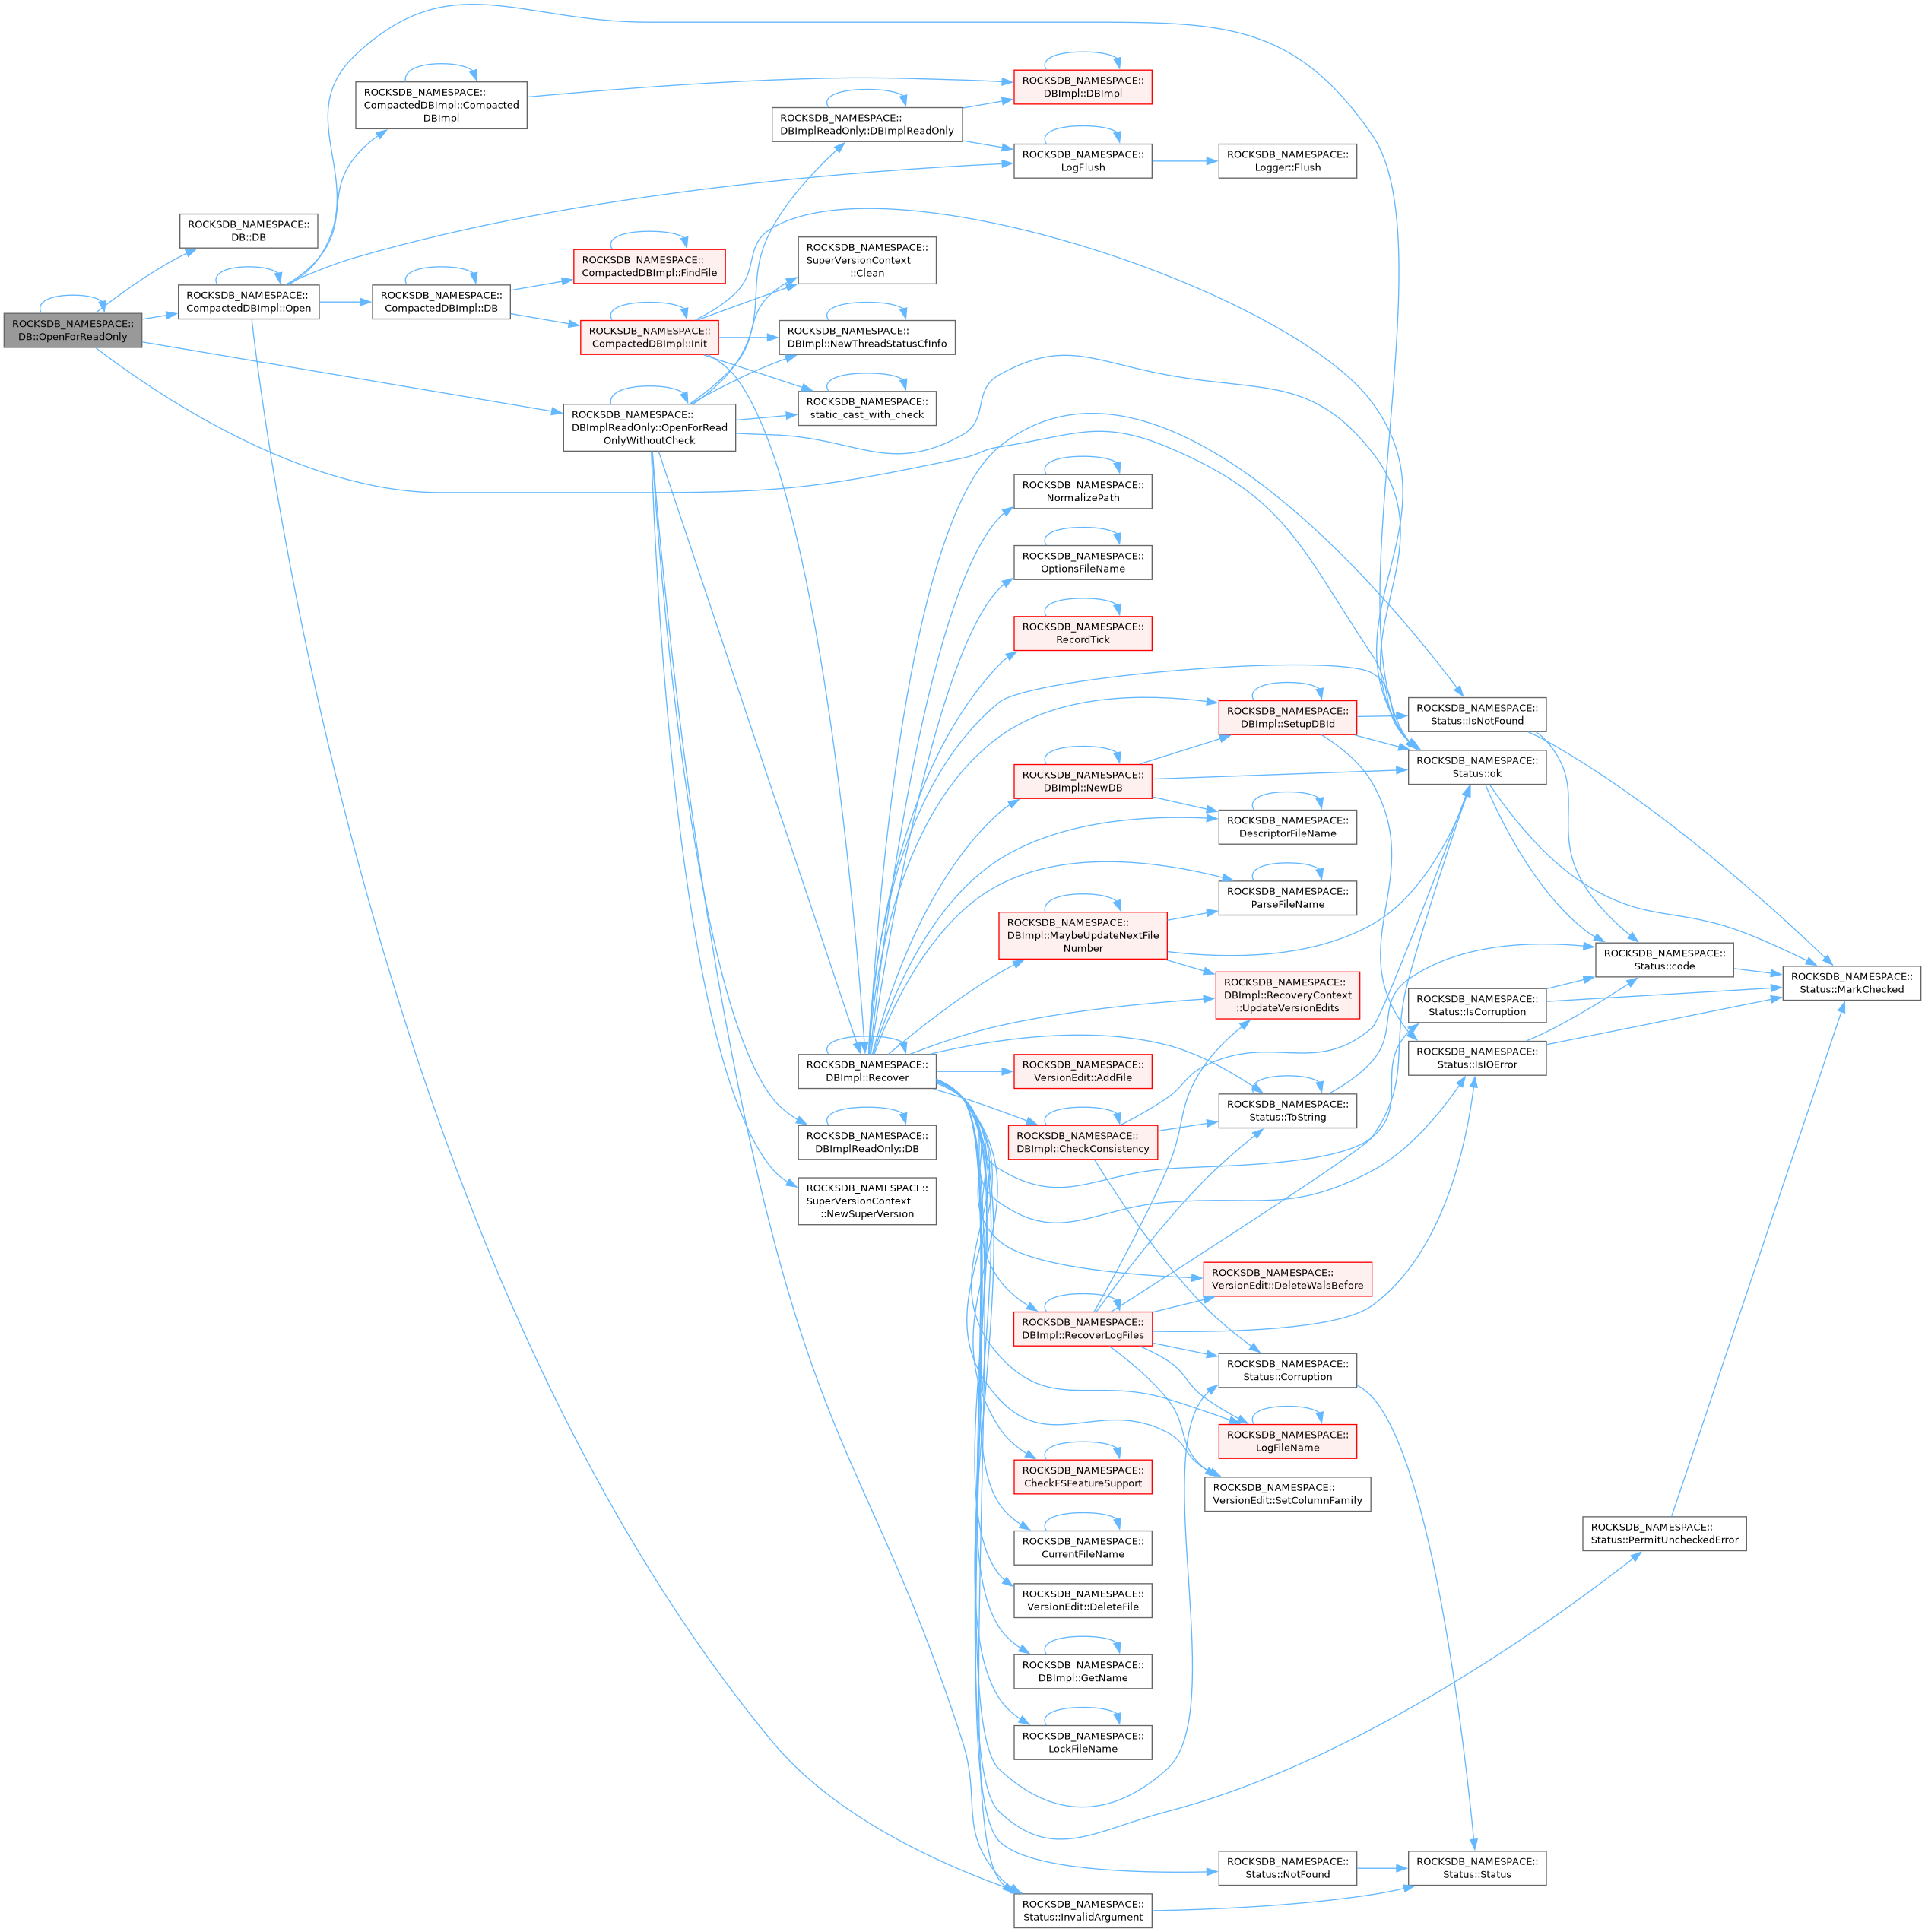 ROCKSDB_NAMESPACE::
DB::OpenForReadOnly
ROCKSDB_NAMESPACE::
DB::DB
ROCKSDB_NAMESPACE::
CompactedDBImpl::Open
ROCKSDB_NAMESPACE::
CompactedDBImpl::Compacted
DBImpl
ROCKSDB_NAMESPACE::
CompactedDBImpl::DB
ROCKSDB_NAMESPACE::
CompactedDBImpl::FindFile
ROCKSDB_NAMESPACE::
CompactedDBImpl::Init
ROCKSDB_NAMESPACE::
DBImplReadOnly::OpenForRead
OnlyWithoutCheck
ROCKSDB_NAMESPACE::
DBImplReadOnly::DBImplReadOnly
ROCKSDB_NAMESPACE::
SuperVersionContext
::Clean
ROCKSDB_NAMESPACE::
DBImpl::NewThreadStatusCfInfo
ROCKSDB_NAMESPACE::
static_cast_with_check
ROCKSDB_NAMESPACE::
DBImpl::Recover
ROCKSDB_NAMESPACE::
DBImplReadOnly::DB
ROCKSDB_NAMESPACE::
SuperVersionContext
::NewSuperVersion
ROCKSDB_NAMESPACE::
DBImpl::DBImpl
ROCKSDB_NAMESPACE::
LogFlush
ROCKSDB_NAMESPACE::
Logger::Flush
ROCKSDB_NAMESPACE::
NormalizePath
ROCKSDB_NAMESPACE::
OptionsFileName
ROCKSDB_NAMESPACE::
RecordTick
ROCKSDB_NAMESPACE::
DBImpl::SetupDBId
ROCKSDB_NAMESPACE::
DBImpl::NewDB
ROCKSDB_NAMESPACE::
DescriptorFileName
ROCKSDB_NAMESPACE::
ParseFileName
ROCKSDB_NAMESPACE::
DBImpl::MaybeUpdateNextFile
Number
ROCKSDB_NAMESPACE::
DBImpl::RecoveryContext
::UpdateVersionEdits
ROCKSDB_NAMESPACE::
VersionEdit::AddFile
ROCKSDB_NAMESPACE::
Status::ToString
ROCKSDB_NAMESPACE::
DBImpl::CheckConsistency
ROCKSDB_NAMESPACE::
VersionEdit::DeleteWalsBefore
ROCKSDB_NAMESPACE::
DBImpl::RecoverLogFiles
ROCKSDB_NAMESPACE::
Status::Corruption
ROCKSDB_NAMESPACE::
LogFileName
ROCKSDB_NAMESPACE::
CheckFSFeatureSupport
ROCKSDB_NAMESPACE::
VersionEdit::SetColumnFamily
ROCKSDB_NAMESPACE::
CurrentFileName
ROCKSDB_NAMESPACE::
VersionEdit::DeleteFile
ROCKSDB_NAMESPACE::
DBImpl::GetName
ROCKSDB_NAMESPACE::
LockFileName
ROCKSDB_NAMESPACE::
Status::NotFound
ROCKSDB_NAMESPACE::
Status::InvalidArgument
ROCKSDB_NAMESPACE::
Status::IsNotFound
ROCKSDB_NAMESPACE::
Status::ok
ROCKSDB_NAMESPACE::
Status::IsCorruption
ROCKSDB_NAMESPACE::
Status::IsIOError
ROCKSDB_NAMESPACE::
Status::Status
ROCKSDB_NAMESPACE::
Status::code
ROCKSDB_NAMESPACE::
Status::PermitUncheckedError
ROCKSDB_NAMESPACE::
Status::MarkChecked